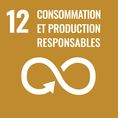 12 CONSOMMATION
ET PRODUCTION
RESPONSABLES